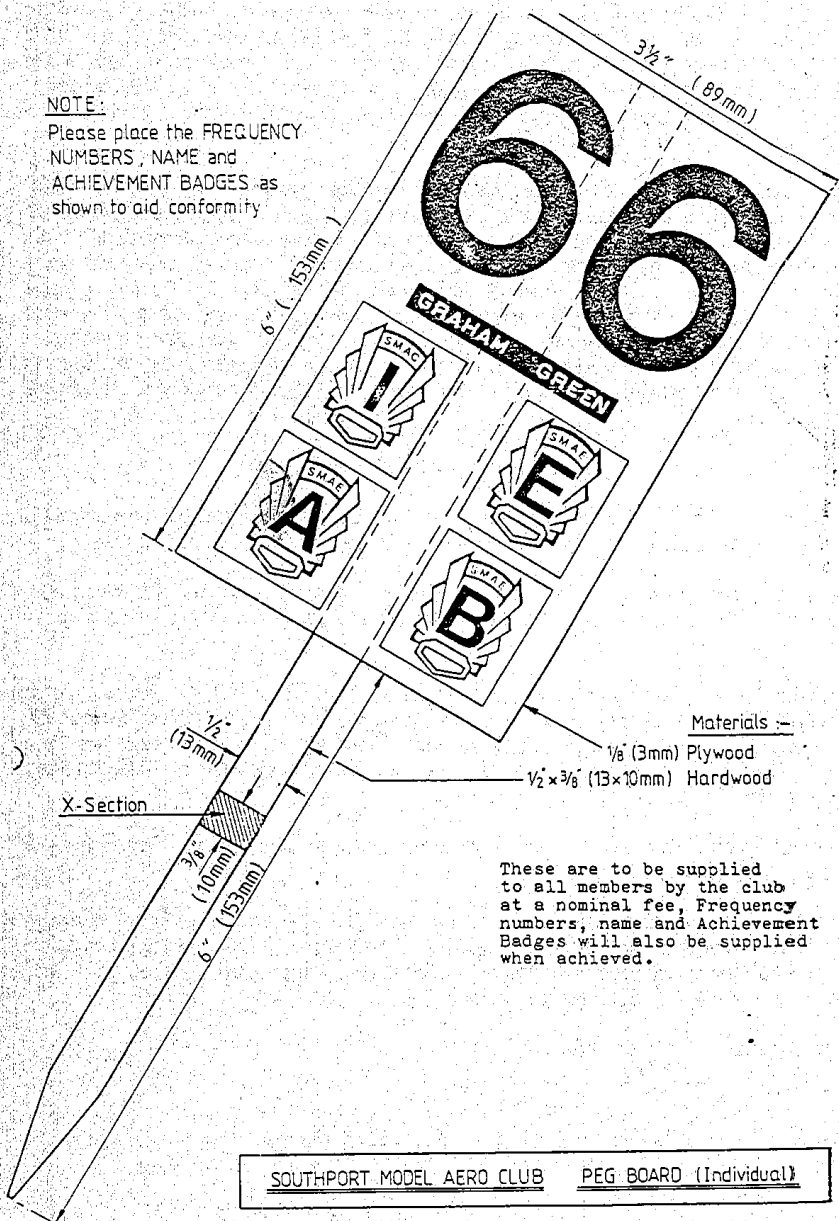 NOTE:
Please place the FREQUENCY
NUMBERS, NAME and
ACHIEVEMENT BADGES as
shown to aid conformity
3½" (89mm)
6" (153mm)
66
GRAHAM GREEN
SMAC
I
SMAE
E
SMAE
A
SMAE
B
½"
(13mm)
Materials :-
⅛" (3mm) Plywood
½" × ⅜" (13×10mm) Hardwood
X-Section
⅜"
(10mm)
6" (153mm)
These are to be supplied
to all members by the club
at a nominal fee, Frequency
numbers, name and Achievement
Badges will also be supplied
when achieved.
SOUTHPORT MODEL AERO CLUB PEG BOARD (Individual)